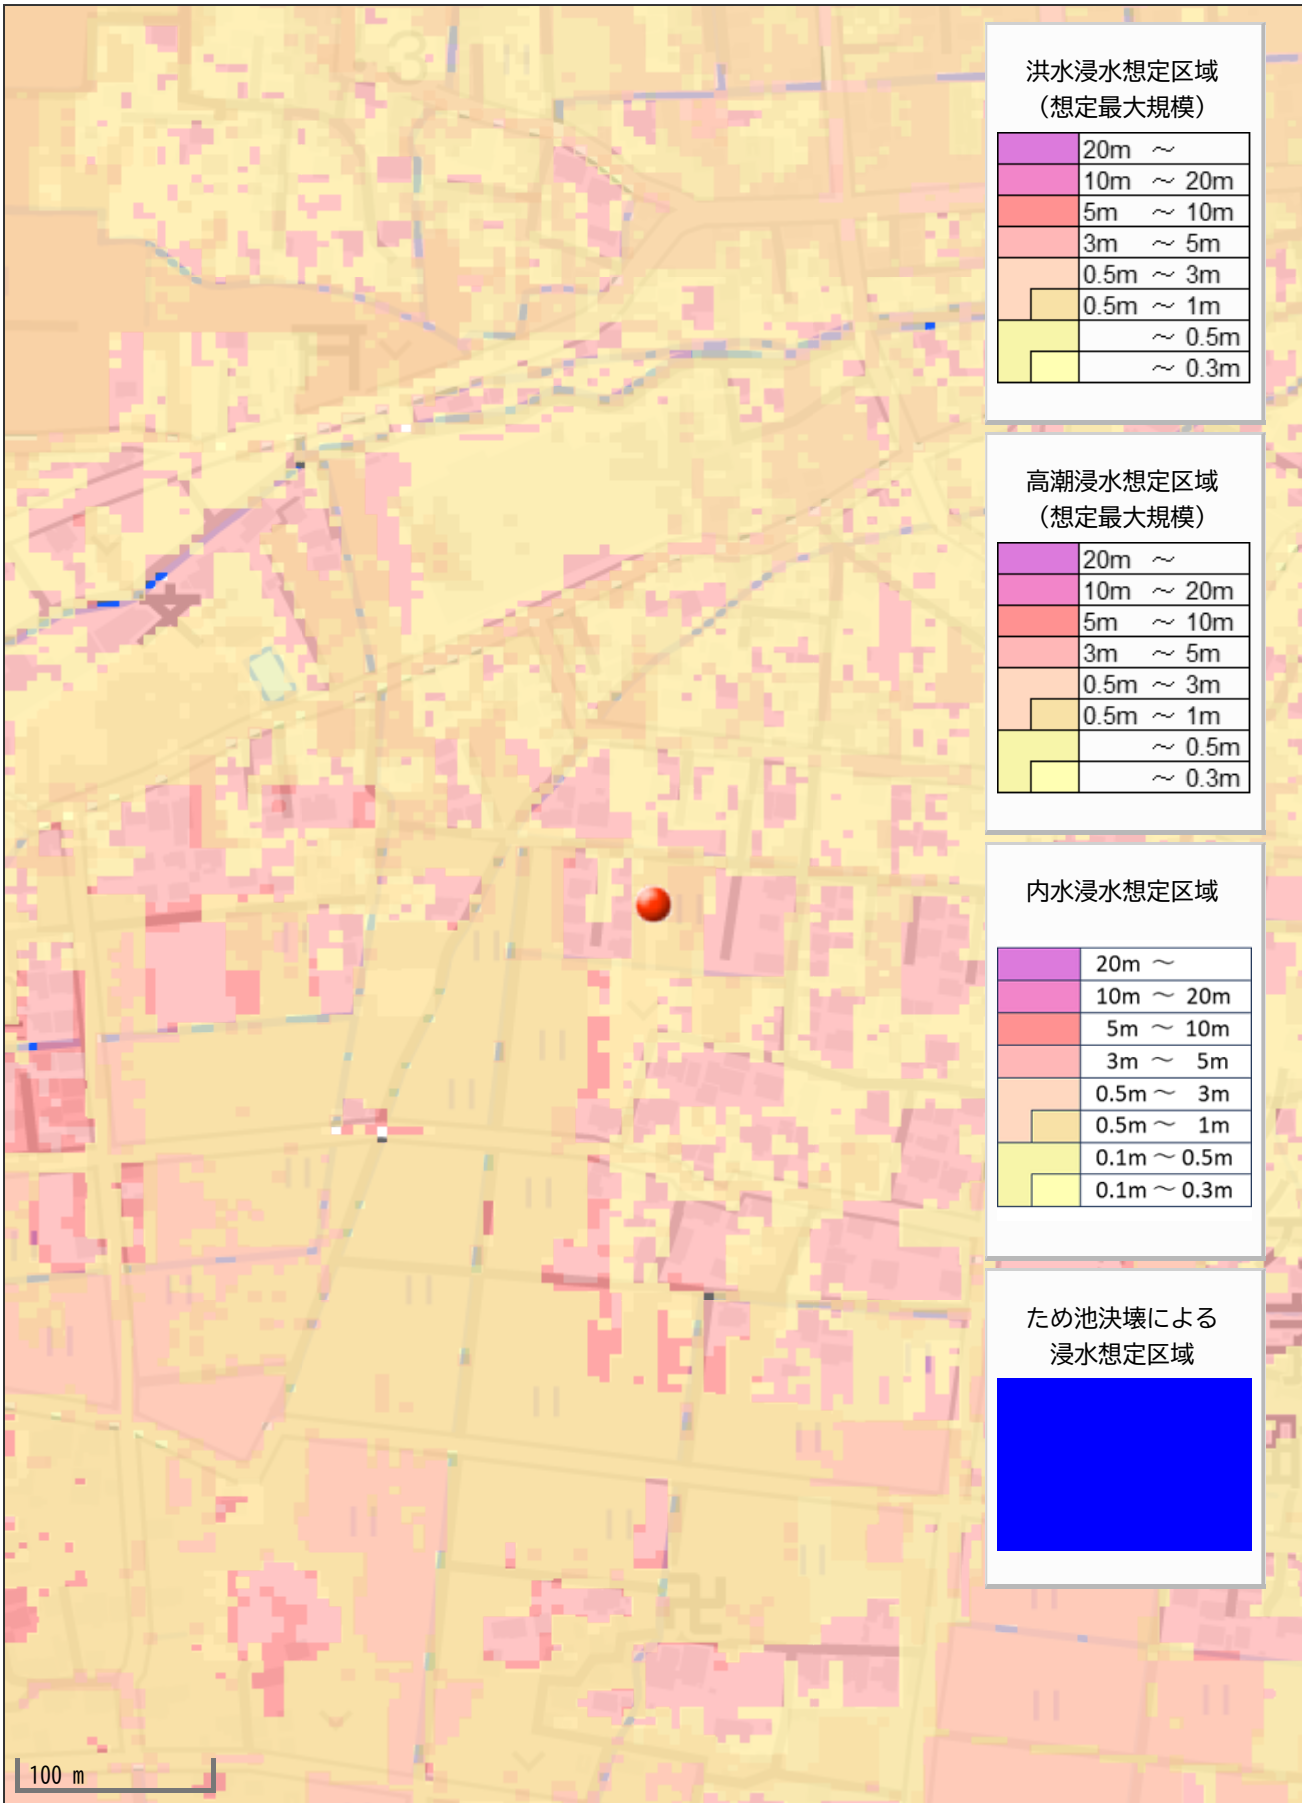 洪水浸水想定区域
（想定最大規模）
20m ～
10m ～ 20m
5m ～ 10m
3m ～ 5m
0.5m ～ 3m
0.5m ～ 1m
～ 0.5m
～ 0.3m
高潮浸水想定区域
（想定最大規模）
20m ～
10m ～ 20m
5m ～ 10m
3m ～ 5m
0.5m ～ 3m
0.5m ～ 1m
～ 0.5m
～ 0.3m
内水浸水想定区域
20m ～
10m ～ 20m
5m ～ 10m
3m ～ 5m
0.5m ～ 3m
0.5m ～ 1m
0.1m ～ 0.5m
0.1m ～ 0.3m
ため池決壊による
浸水想定区域
100 m